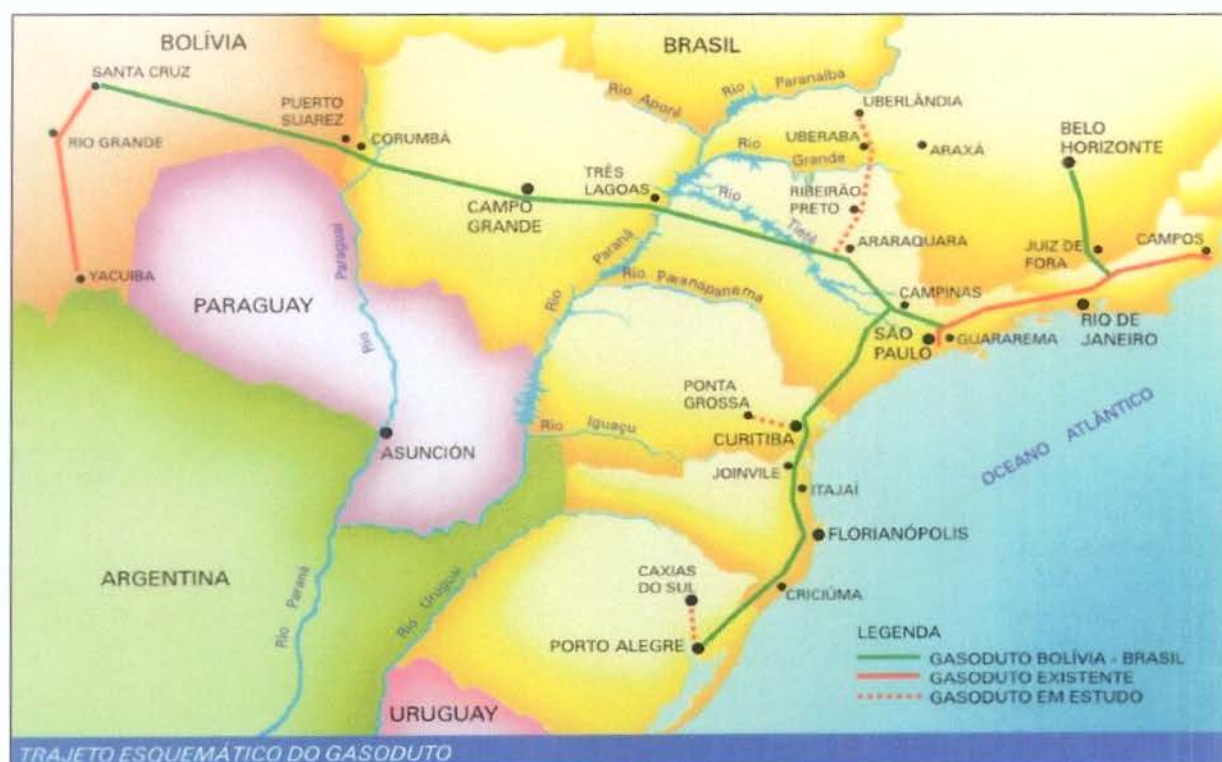 BOLÍVIA
BRASIL
SANTA CRUZ
RIO GRANDE
YACUIBA
PUERTO
SUAREZ
CORUMBÁ
CAMPO
GRANDE
TRÊS
LAGOAS
Rio Aporé
Rio Paranaíba
UBERLÂNDIA
UBERABA
ARAXÁ
Rio Grande
RIBEIRÃO
PRETO
Rio Tietê
ARARAQUARA
BELO
HORIZONTE
JUIZ DE
FORA
CAMPOS
CAMPINAS
SÃO
PAULO
GUARAREMA
RIO DE
JANEIRO
PARAGUAY
Rio Paraguai
Rio Paraná
Rio Paranapanema
PONTA
GROSSA
CURITIBA
Rio Iguaçu
ASUNCIÓN
JOINVILE
ITAJAÍ
OCEANO ATLÂNTICO
FLORIANÓPOLIS
ARGENTINA
Rio Paraná
Rio Uruguai
CAXIAS
DO SUL
CRICIÚMA
PORTO ALEGRE
URUGUAY
LEGENDA
GASODUTO BOLÍVIA - BRASIL
GASODUTO EXISTENTE
GASODUTO EM ESTUDO
TRAJETO ESQUEMÁTICO DO GASODUTO